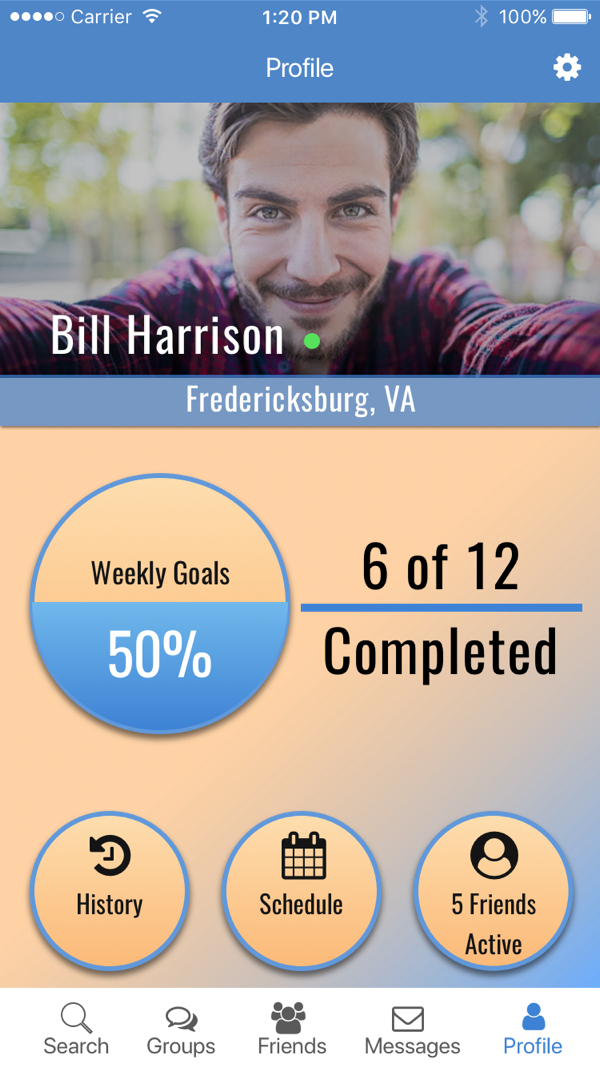 Carrier 1:20 PM 100%
Profile
Bill Harrison
Fredericksburg, VA
Weekly Goals
50%
6 of 12
Completed
History
Schedule
5 Friends
Active
Search Groups Friends Messages Profile